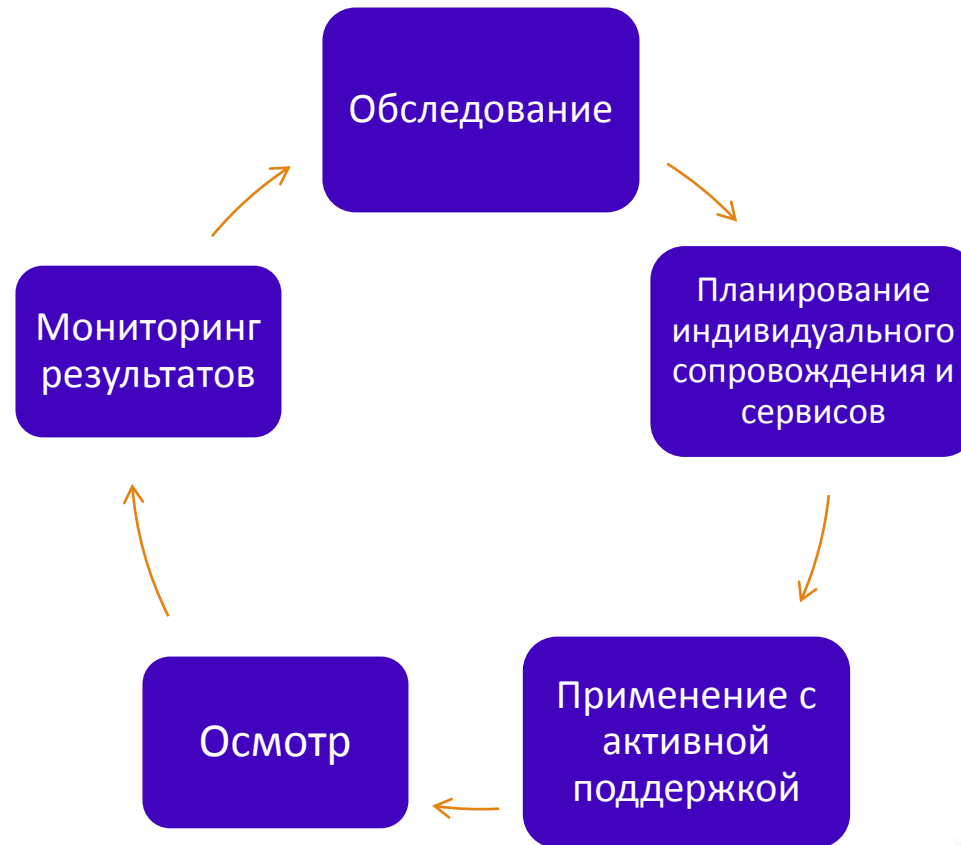 Обследование
Планирование
индивидуального
сопровождения и
сервисов
Применение с
активной
поддержкой
Осмотр
Мониторинг
результатов